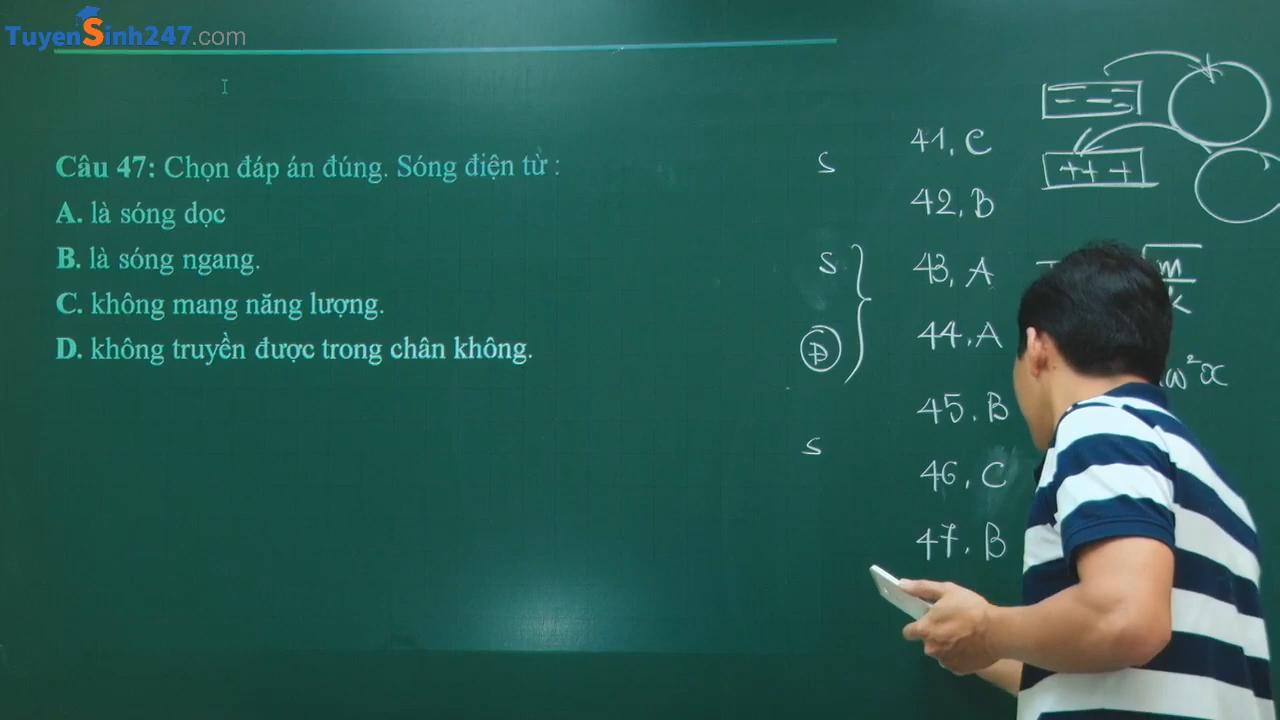 TuyenSinh247.com
Câu 47: Chọn đáp án đúng. Sóng điện từ :
A. là sóng dọc
B. là sóng ngang.
C. không mang năng lượng.
D. không truyền được trong chân không.
S
S
Đ
S
41. C
42. B
43, A
44. A
45. B
46. C
47. B
- - - - - -
+ + + +
m
ω²x